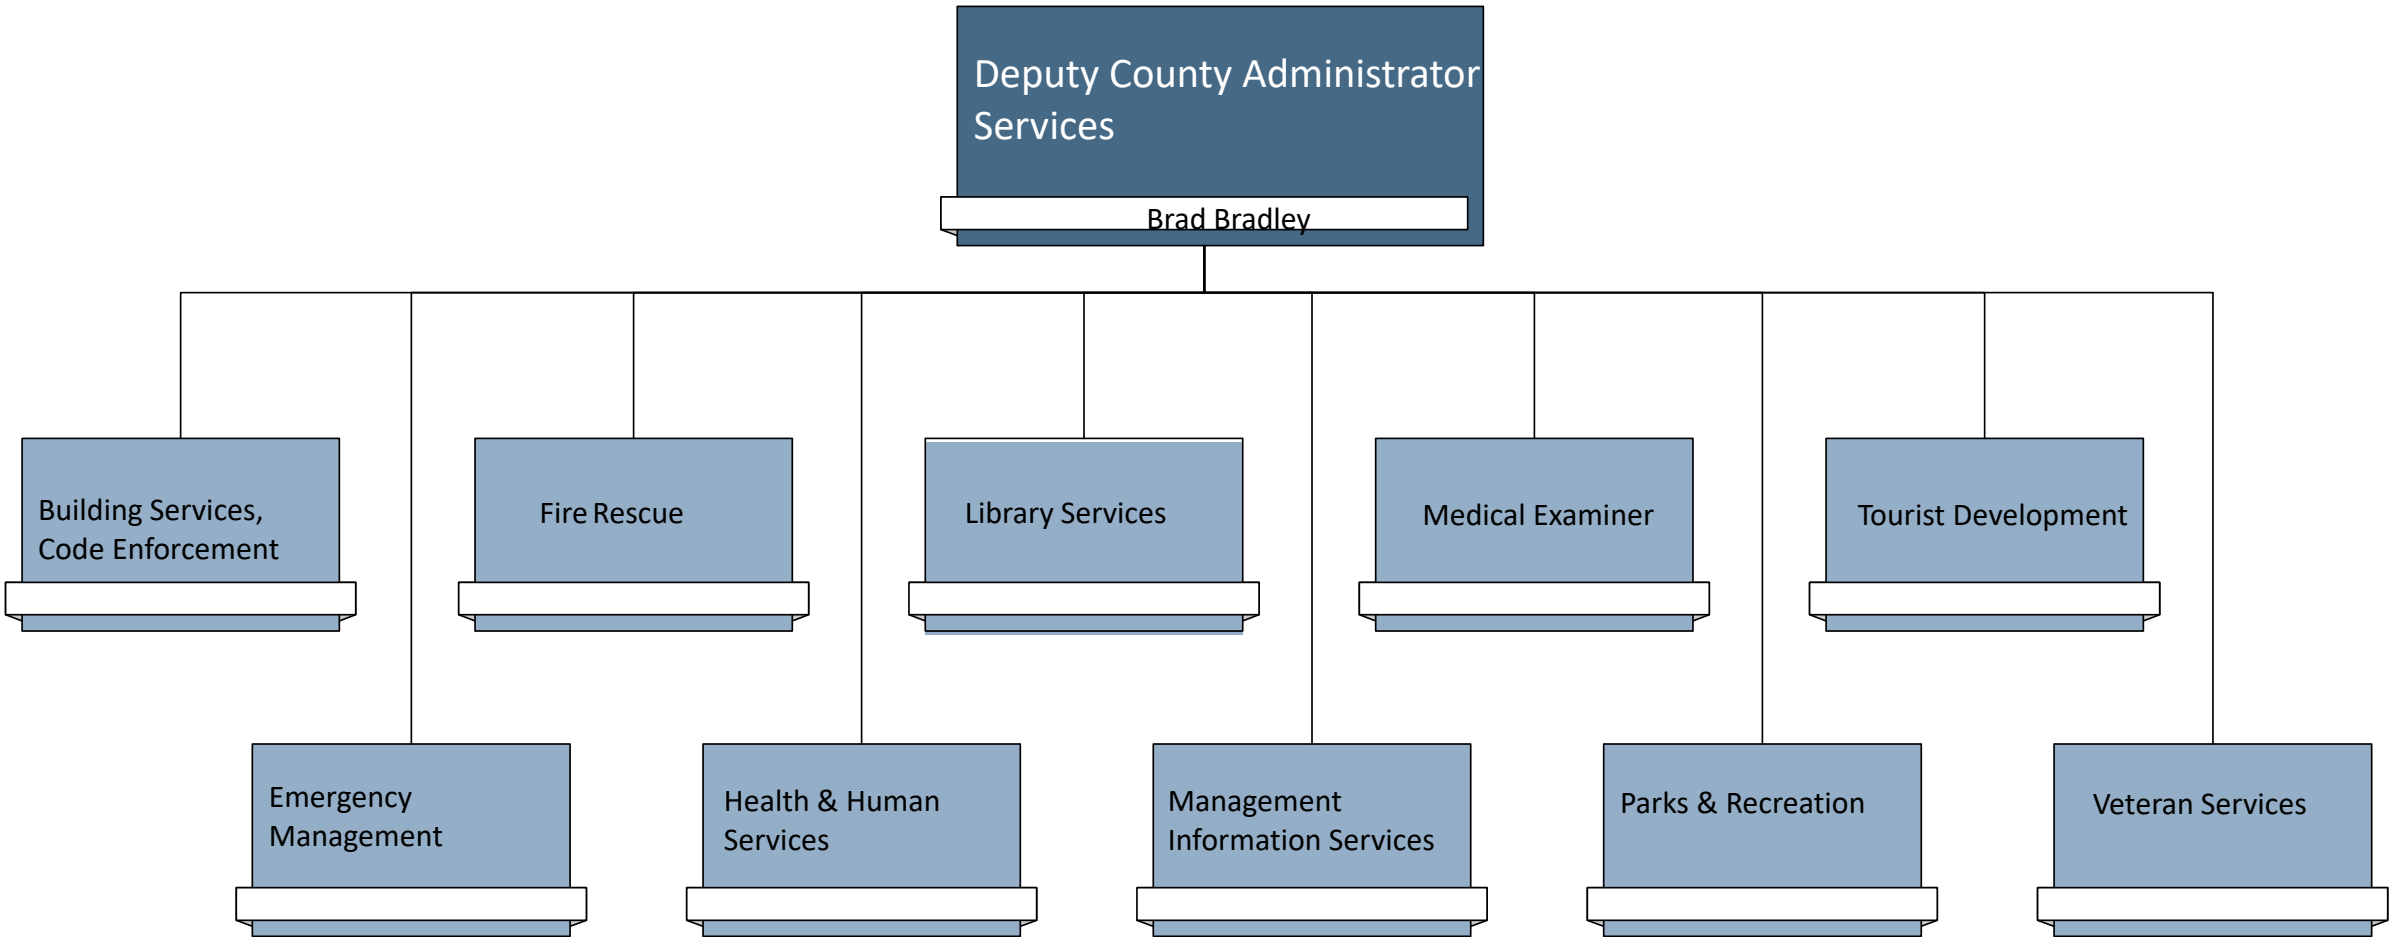 Deputy County Administrator
Services
Brad Bradley
Building Services,
Code Enforcement
Fire Rescue
Library Services
Medical Examiner
Tourist Development
Emergency
Management
Health & Human
Services
Management
Information Services
Parks & Recreation
Veteran Services